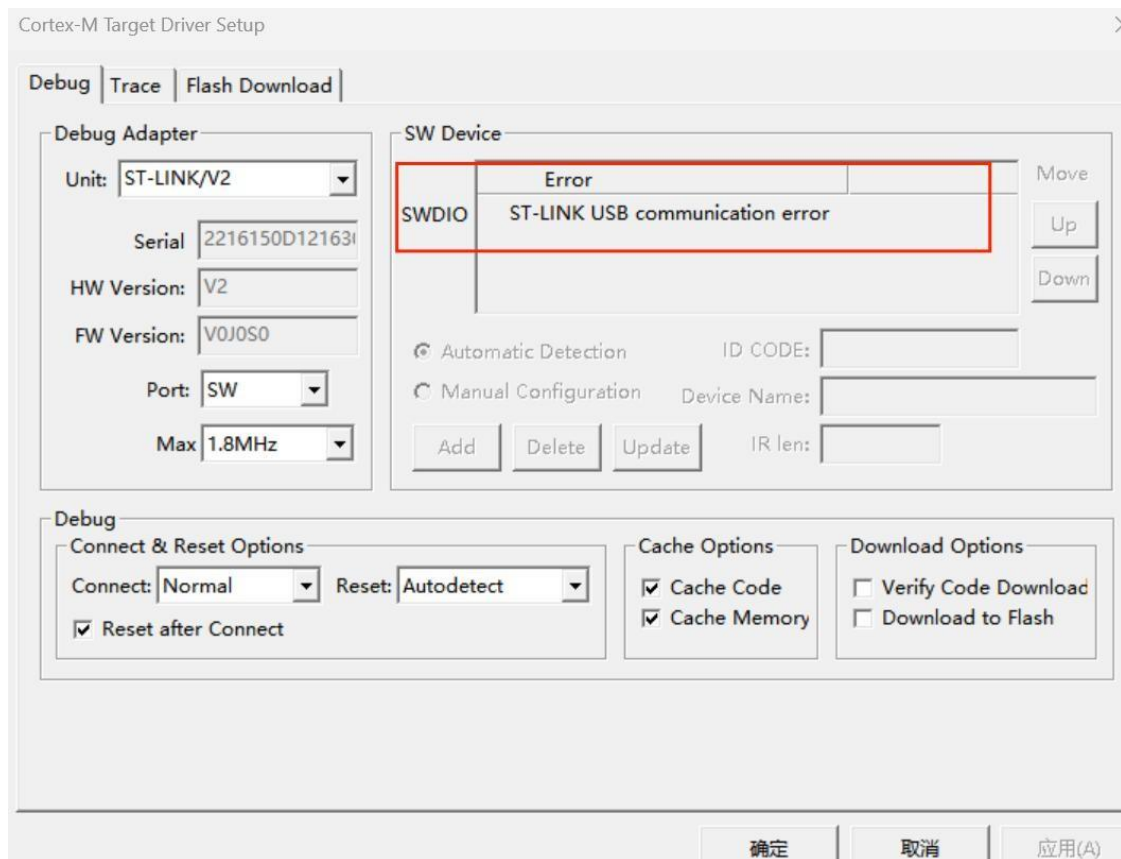 Cortex-M Target Driver Setup
Debug Trace Flash Download
Debug Adapter
Unit: ST-LINK/V2
Serial 2216150D12163
HW Version: V2
FW Version: V0J0S0
Port: SW
Max 1.8MHz
SW Device
Error
SWDIO ST-LINK USB communication error
Move
Up
Down
Automatic Detection
Manual Configuration
ID CODE:
Device Name:
Add Delete Update IR len:
Debug
Connect & Reset Options
Connect: Normal Reset: Autodetect
Reset after Connect
Cache Options
Cache Code
Cache Memory
Download Options
Verify Code Download
Download to Flash
确定 取消 应用(A)